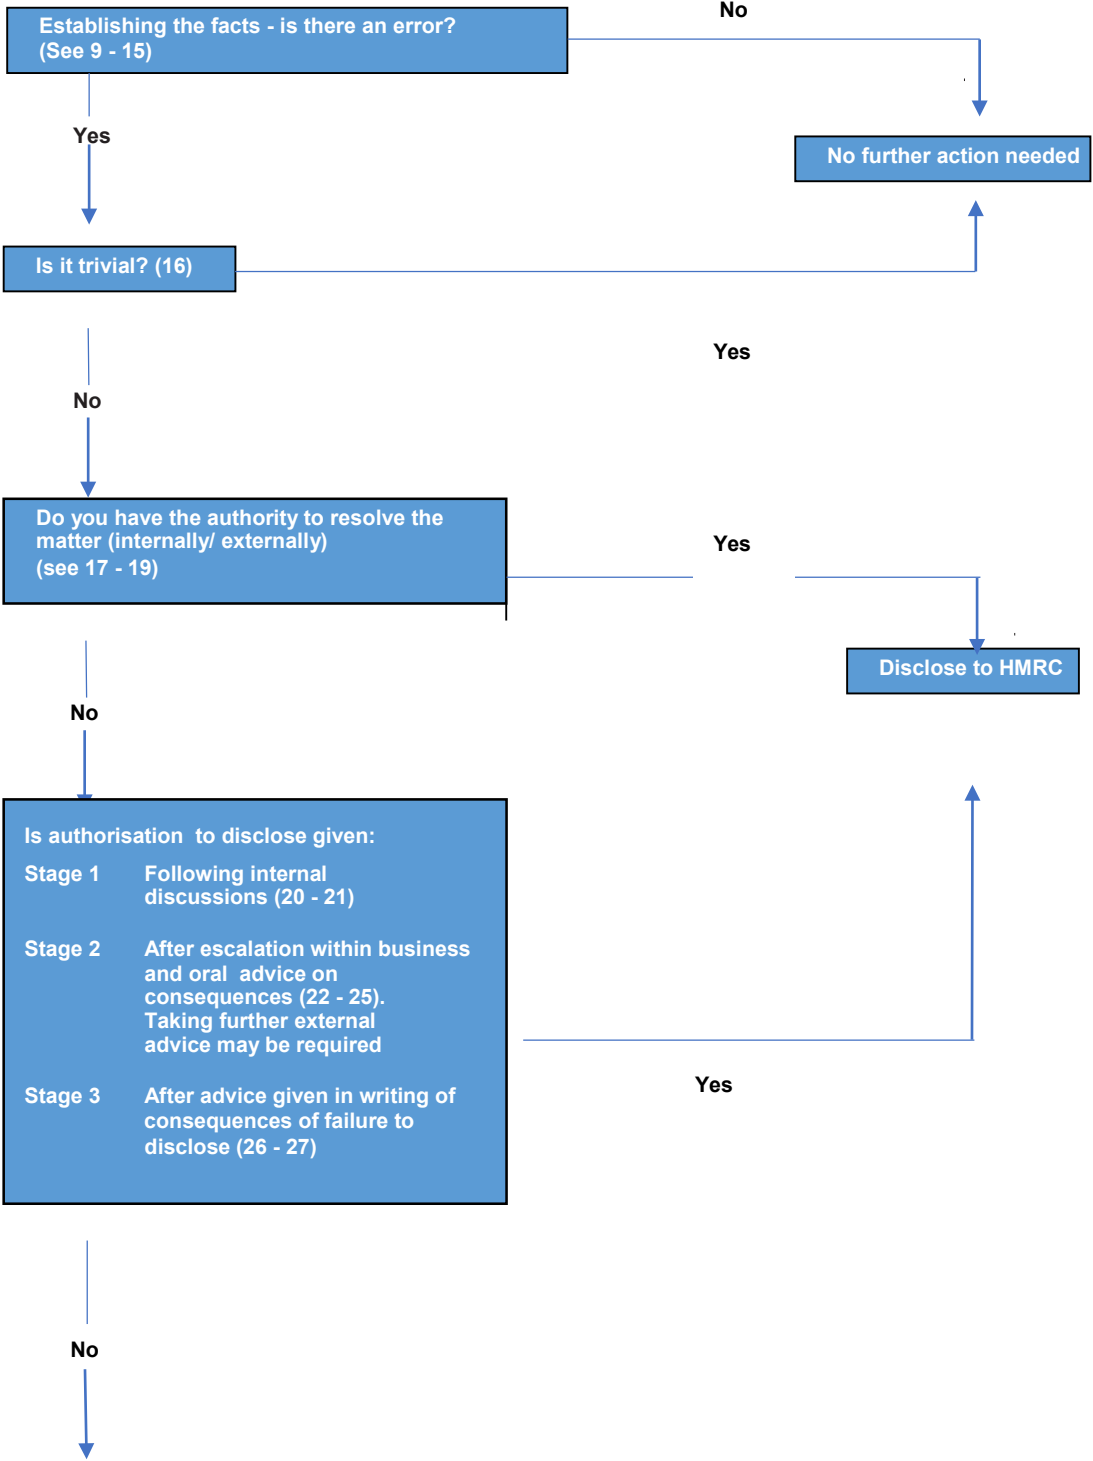 No
Establishing the facts - is there an error?
(See 9 - 15)
Yes
No further action needed
Is it trivial? (16)
Yes
No
Do you have the authority to resolve the
matter (internally/ externally)
(see 17 - 19)
Yes
Disclose to HMRC
No
Is authorisation to disclose given:
Stage 1 Following internal
discussions (20 - 21)
Stage 2 After escalation within business
and oral advice on
consequences (22 - 25).
Taking further external
advice may be required
Yes
Stage 3 After advice given in writing of
consequences of failure to
disclose (26 - 27)
No